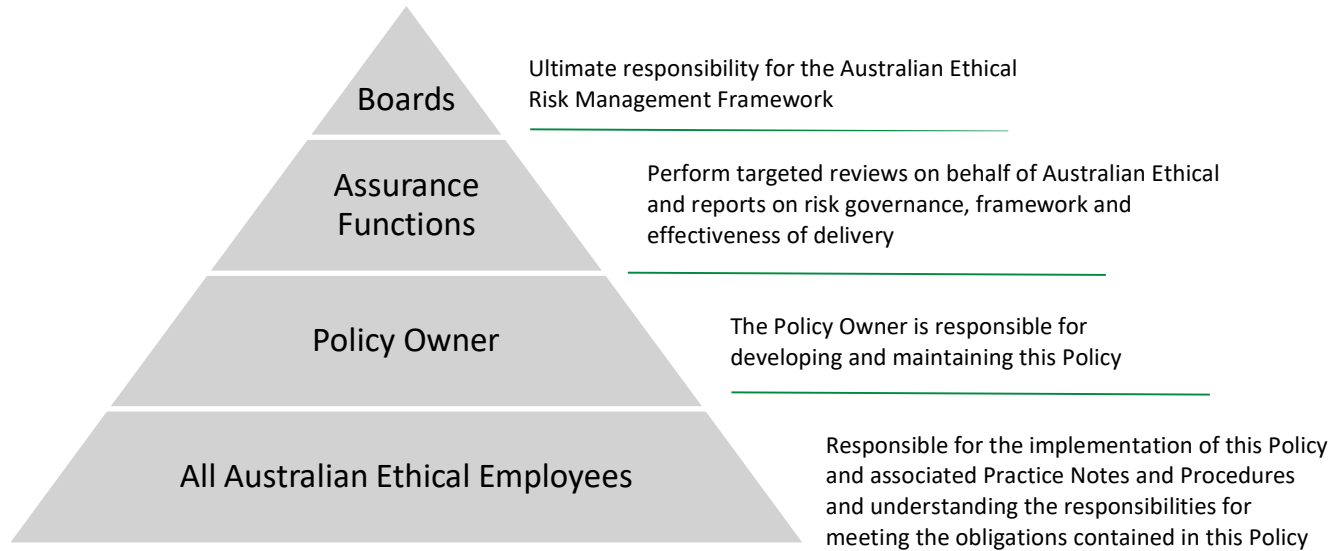 Boards
Ultimate responsibility for the Australian Ethical
Risk Management Framework
Assurance
Functions
Perform targeted reviews on behalf of Australian Ethical
and reports on risk governance, framework and
effectiveness of delivery
Policy Owner
The Policy Owner is responsible for
developing and maintaining this Policy
All Australian Ethical Employees
Responsible for the implementation of this Policy
and associated Practice Notes and Procedures
and understanding the responsibilities for
meeting the obligations contained in this Policy